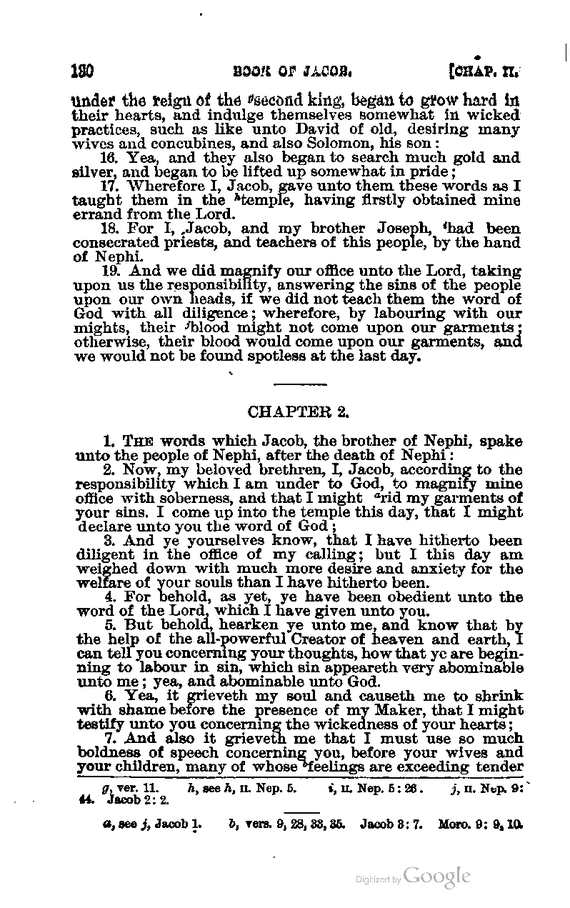 130 BOOK OF JACOB. [CHAP. II.
under the reign of the ᵍsecond king, began to grow hard in
their hearts, and indulge themselves somewhat in wicked
practices, such as like unto David of old, desiring many
wives and concubines, and also Solomon, his son:
16. Yea, and they also began to search much gold and
silver, and began to be lifted up somewhat in pride;
17. Wherefore I, Jacob, gave unto them these words as I
taught them in the ʰtemple, having firstly obtained mine
errand from the Lord.
18. For I, Jacob, and my brother Joseph, ⁱhad been
consecrated priests, and teachers of this people, by the hand
of Nephi.
19. And we did magnify our office unto the Lord, taking
upon us the responsibility, answering the sins of the people
upon our own heads, if we did not teach them the word of
God with all diligence; wherefore, by labouring with our
mights, their ʲblood might not come upon our garments;
otherwise, their blood would come upon our garments, and
we would not be found spotless at the last day.
CHAPTER 2.
1. THE words which Jacob, the brother of Nephi, spake
unto the people of Nephi, after the death of Nephi:
2. Now, my beloved brethren, I, Jacob, according to the
responsibility which I am under to God, to magnify mine
office with soberness, and that I might ᵃrid my garments of
your sins. I come up into the temple this day, that I might
declare unto you the word of God;
3. And ye yourselves know, that I have hitherto been
diligent in the office of my calling; but I this day am
weighed down with much more desire and anxiety for the
welfare of your souls than I have hitherto been.
4. For behold, as yet, ye have been obedient unto the
word of the Lord, which I have given unto you.
5. But behold, hearken ye unto me, and know that by
the help of the all-powerful Creator of heaven and earth, I
can tell you concerning your thoughts, how that ye are begin-
ning to labour in sin, which sin appeareth very abominable
unto me; yea, and abominable unto God.
6. Yea, it grieveth my soul and causeth me to shrink
with shame before the presence of my Maker, that I might
testify unto you concerning the wickedness of your hearts;
7. And also it grieveth me that I must use so much
boldness of speech concerning you, before your wives and
your children, many of whose ᵇfeelings are exceeding tender
g, ver. 11. h, see h, II. Nep. 5. i, II. Nep. 5: 26. j, II. Nep. 9:
44. Jacob 2: 2.
a, see j, Jacob 1. b, vers. 9, 28, 33, 35. Jacob 3: 7. Moro. 9: 9, 10.
Digitized by Google